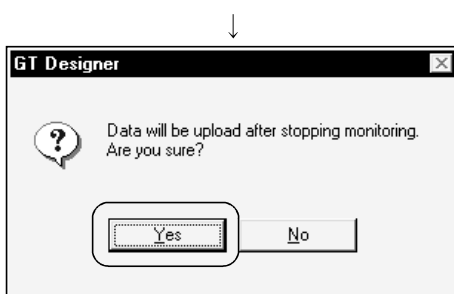 ↓
GT Designer
Data will be upload after stopping monitoring.
Are you sure?
Yes
No